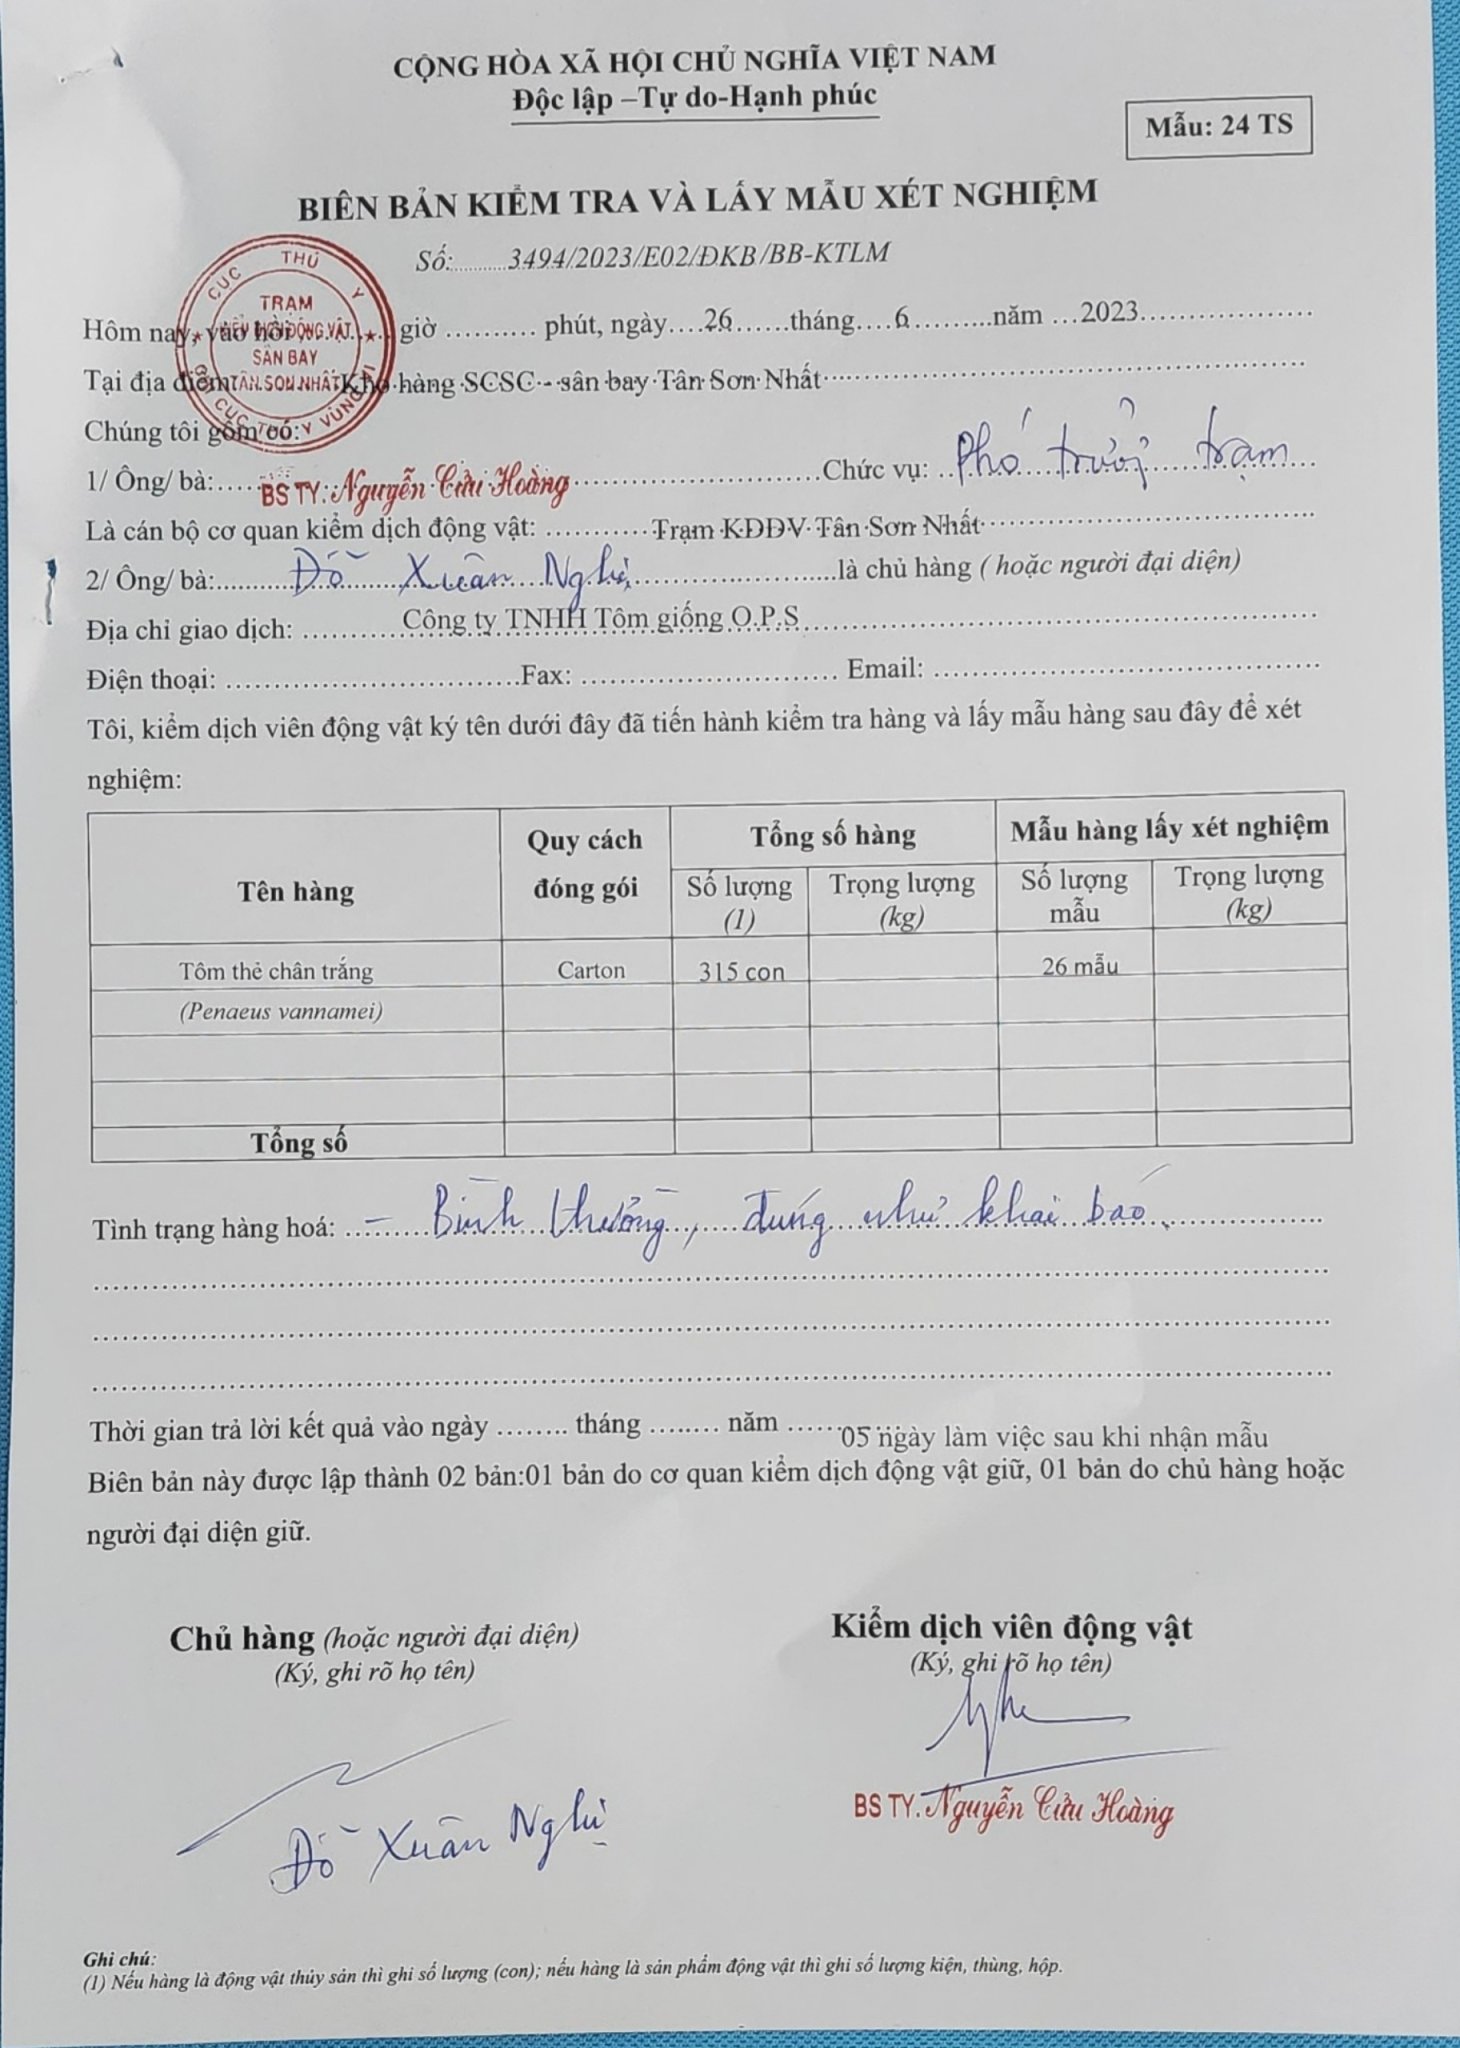 CỘNG HÒA XÃ HỘI CHỦ NGHĨA VIỆT NAM
Độc lập –Tự do-Hạnh phúc
Mẫu: 24 TS
BIÊN BẢN KIỂM TRA VÀ LẤY MẪU XÉT NGHIỆM
Số:...........3494/2023/E02/ĐKB/BB-KTLM
CỤC THÚ Y
TRẠM
KIỂM DỊCH ĐỘNG VẬT
SÂN BAY
TÂN SƠN NHẤT
Hôm nay, vào hồi ......... giờ .......... phút, ngày....26......tháng....6.........năm ...2023....................
Tại địa điểm: Kho hàng SCSC - sân bay Tân Sơn Nhất
Chúng tôi gồm có:
1/ Ông/ bà:..... BS TY. Nguyễn Cửu Hoàng ..............................Chức vụ: Phó trưởng trạm
Là cán bộ cơ quan kiểm dịch động vật: ............Trạm KDĐV Tân Sơn Nhất
2/ Ông/ bà:........... Đỗ Xuân Nghị ........................là chủ hàng ( hoặc người đại diện)
Địa chỉ giao dịch: ........... Công ty TNHH Tôm giống O.P.S
Điện thoại: ...................................Fax: ............................... Email: ...............................................
Tôi, kiểm dịch viên động vật ký tên dưới đây đã tiến hành kiểm tra hàng và lấy mẫu hàng sau đây để xét
nghiệm:
Tên hàng Quy cách đóng gói Tổng số hàng Mẫu hàng lấy xét nghiệm
Số lượng (1) Trọng lượng (kg) Số lượng mẫu Trọng lượng (kg)
Tôm thẻ chân trắng Carton 315 con 26 mẫu
(Penaeus vannamei)
Tổng số
Tình trạng hàng hoá: – Bình thường, đúng như khai báo.
Thời gian trả lời kết quả vào ngày ........ tháng ........ năm ........ 05 ngày làm việc sau khi nhận mẫu
Biên bản này được lập thành 02 bản:01 bản do cơ quan kiểm dịch động vật giữ, 01 bản do chủ hàng hoặc
người đại diện giữ.
Chủ hàng (hoặc người đại diện) Kiểm dịch viên động vật
(Ký, ghi rõ họ tên) (Ký, ghi rõ họ tên)
Đỗ Xuân Nghị
BS TY. Nguyễn Cửu Hoàng
Ghi chú:
(1) Nếu hàng là động vật thủy sản thì ghi số lượng (con); nếu hàng là sản phẩm động vật thì ghi số lượng kiện, thùng, hộp.